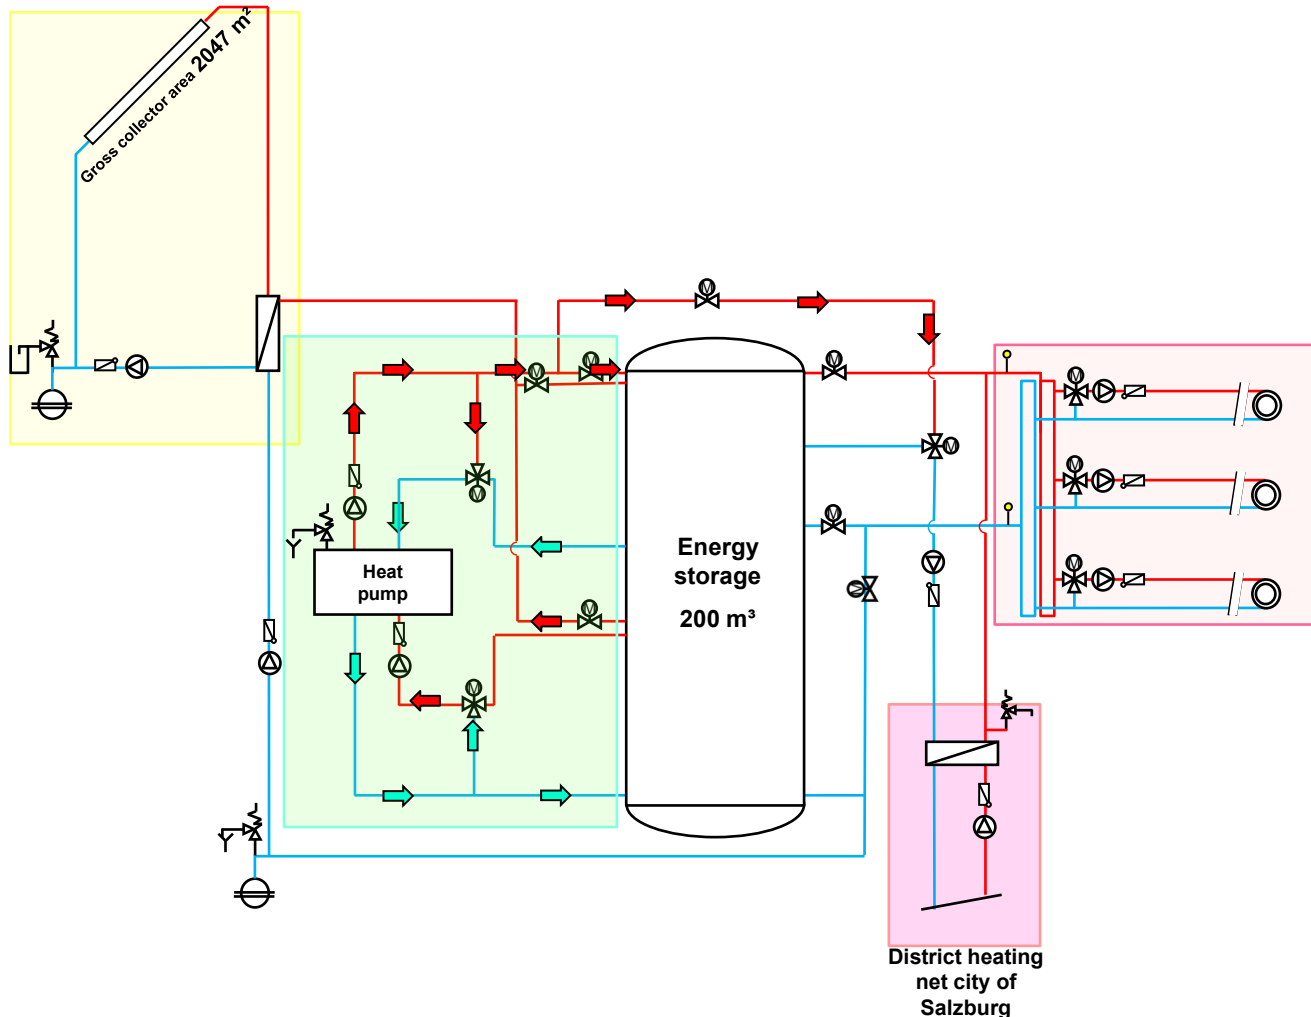 Gross collector area 2047 m²
M
M
M
M
M
M
M
M
Heat
pump
Energy
storage
200 m³
M
M
M
M
M
M
District heating
net city of
Salzburg